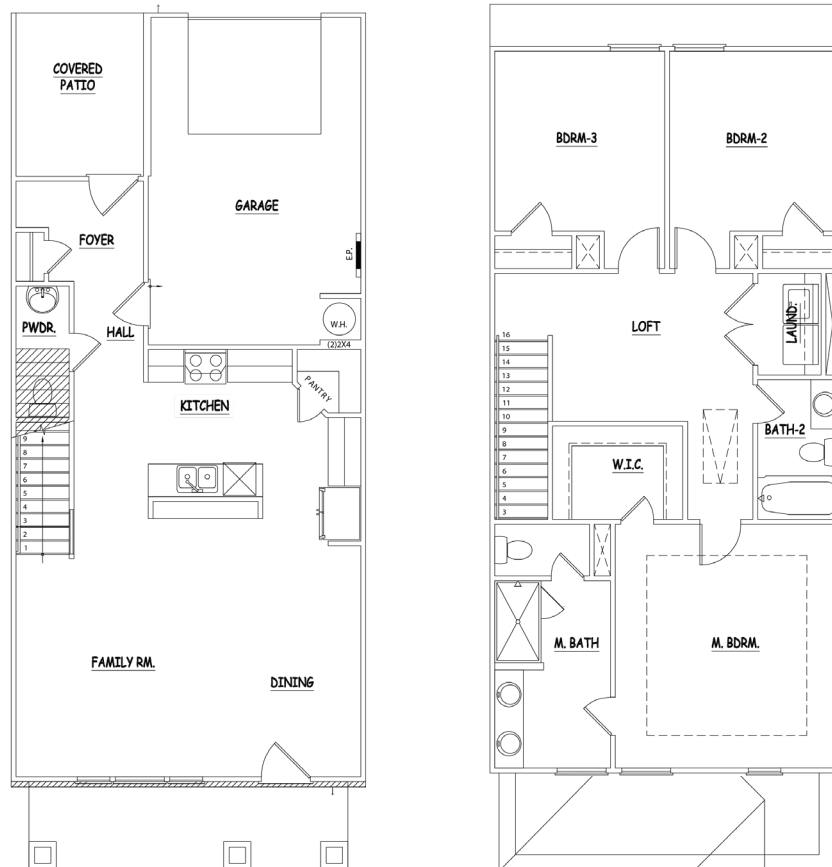 COVERED
PATIO
GARAGE
FOYER
E.P.
PWDR.
HALL
W.H.
(2)2X4
PANTRY
KITCHEN
9
8
7
6
5
4
3
2
1
FAMILY RM.
DINING
BDRM-3
BDRM-2
LOFT
LAUND.
16
15
14
13
12
11
10
9
8
7
6
5
4
3
BATH-2
W.I.C.
M. BATH
M. BDRM.